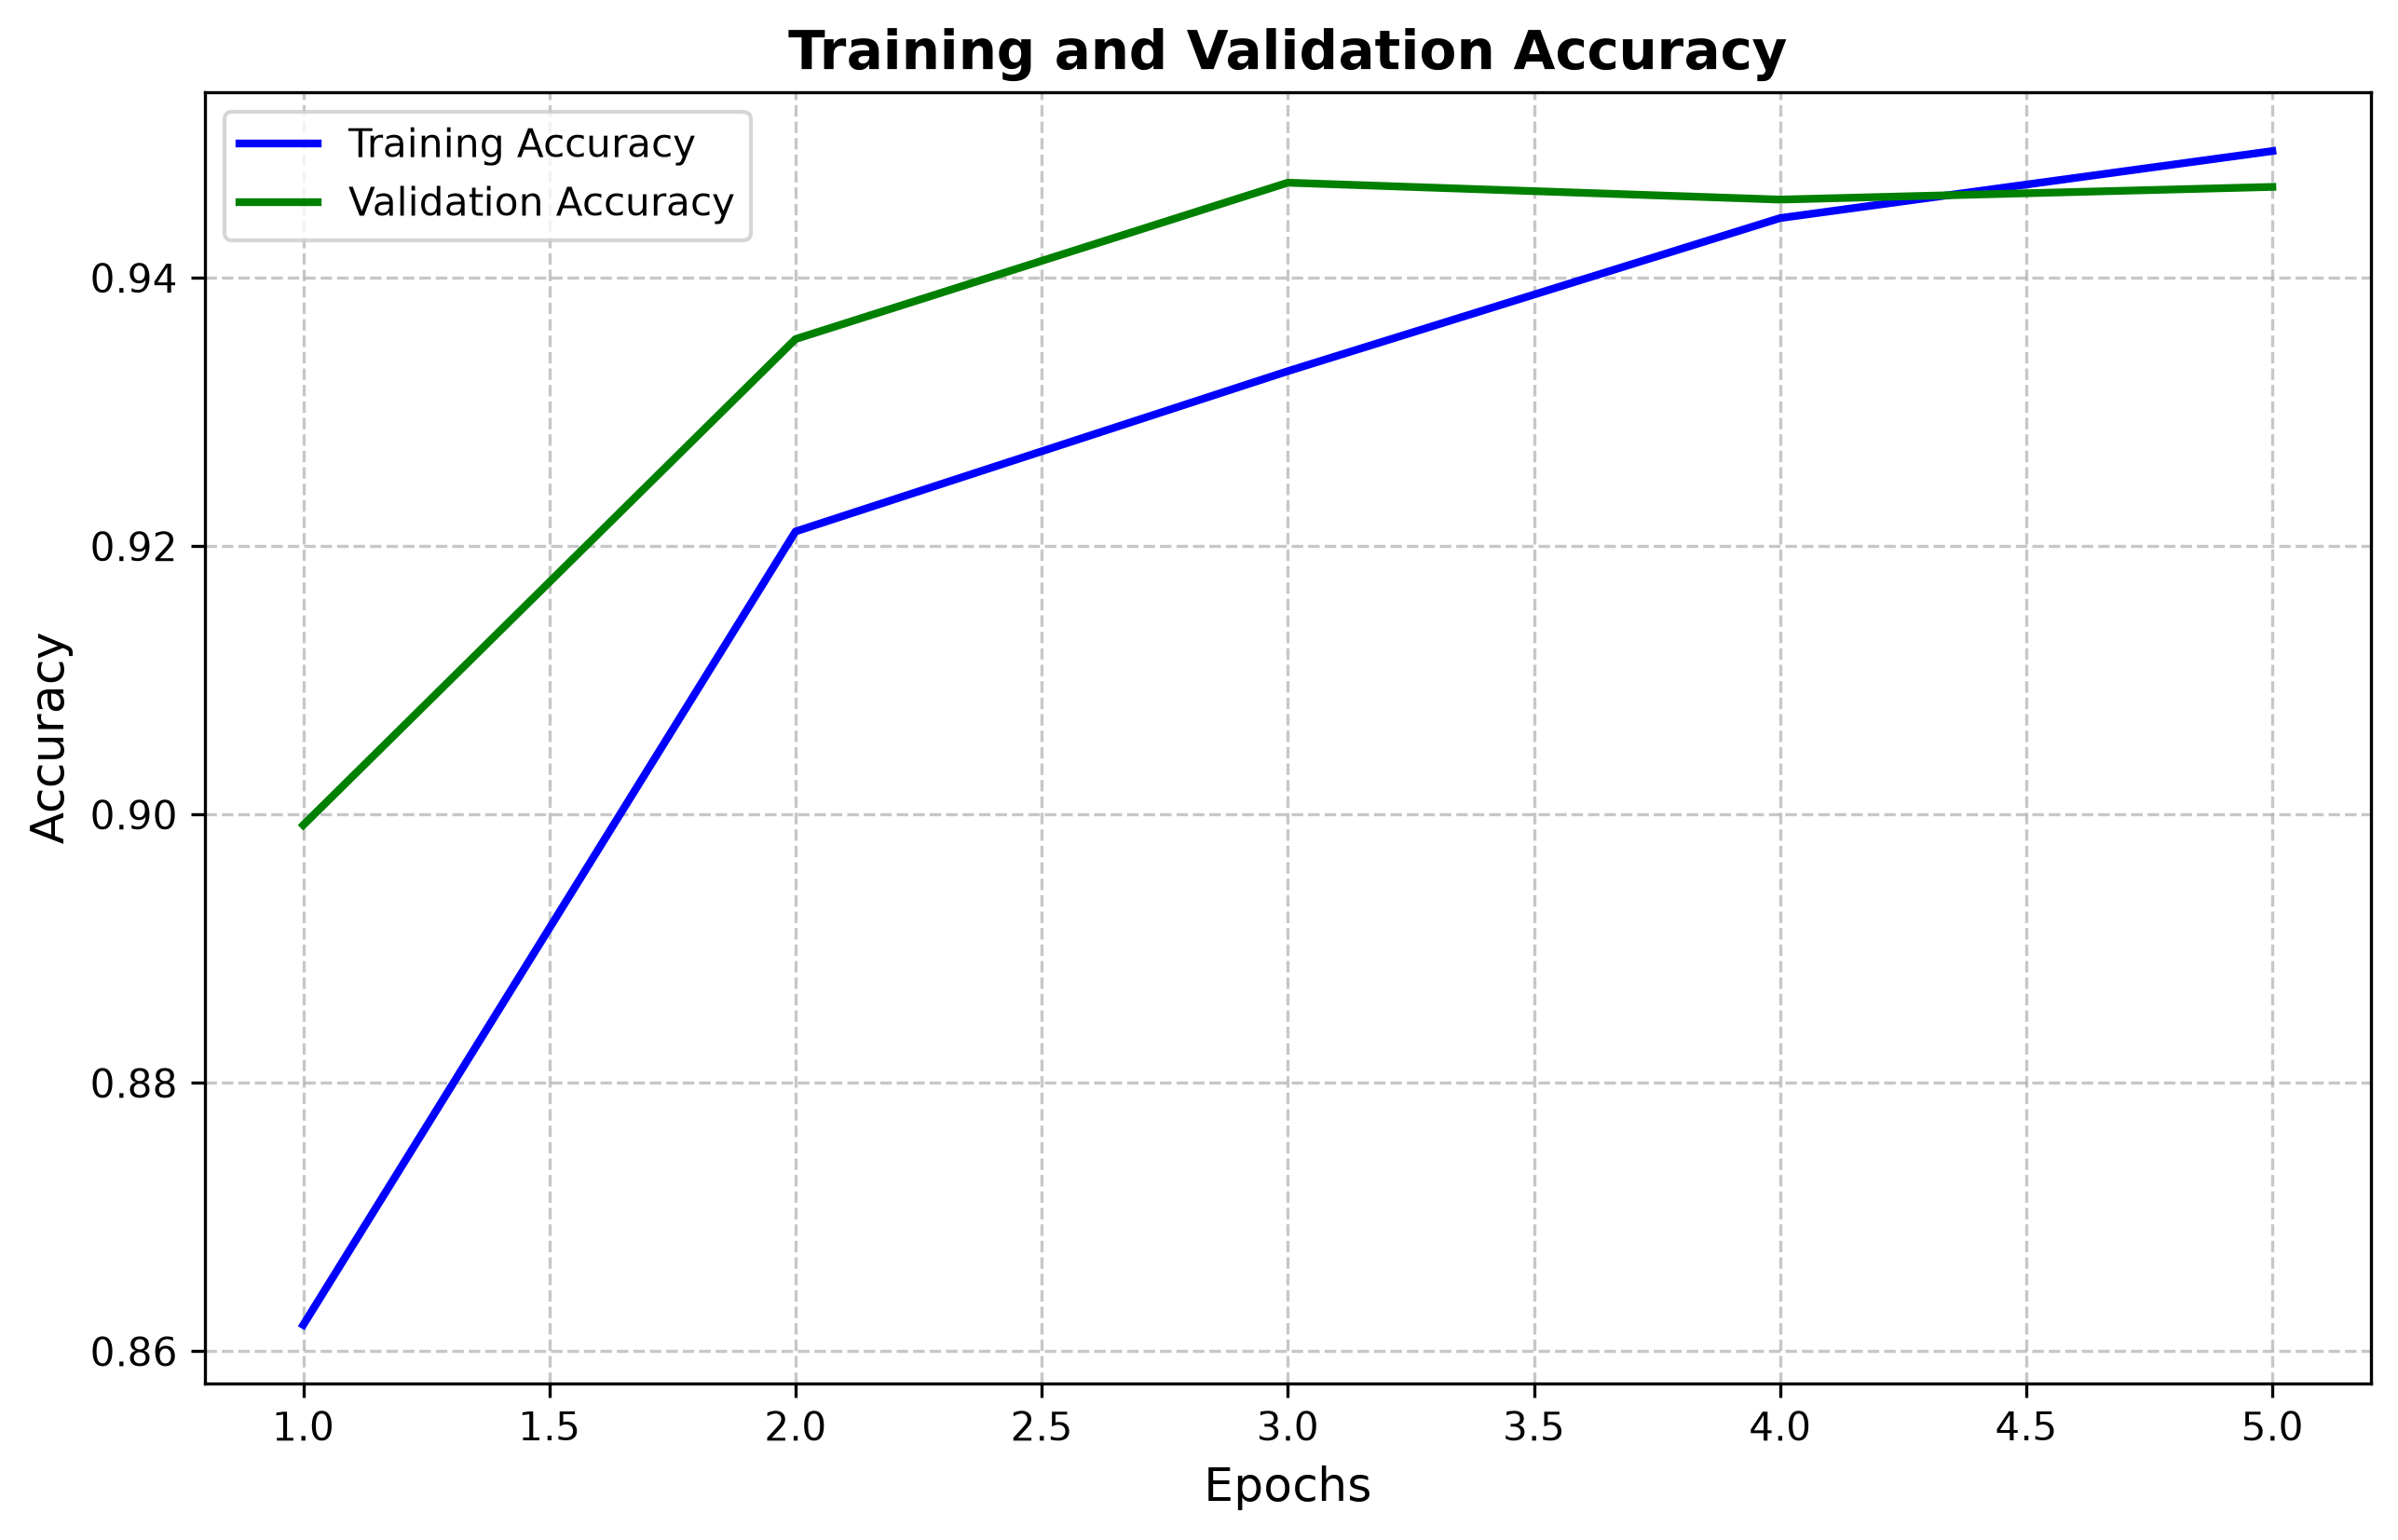 Training and Validation Accuracy
Training Accuracy
Validation Accuracy
Accuracy
0.94
0.92
0.90
0.88
0.86
1.0 1.5 2.0 2.5 3.0 3.5 4.0 4.5 5.0
Epochs